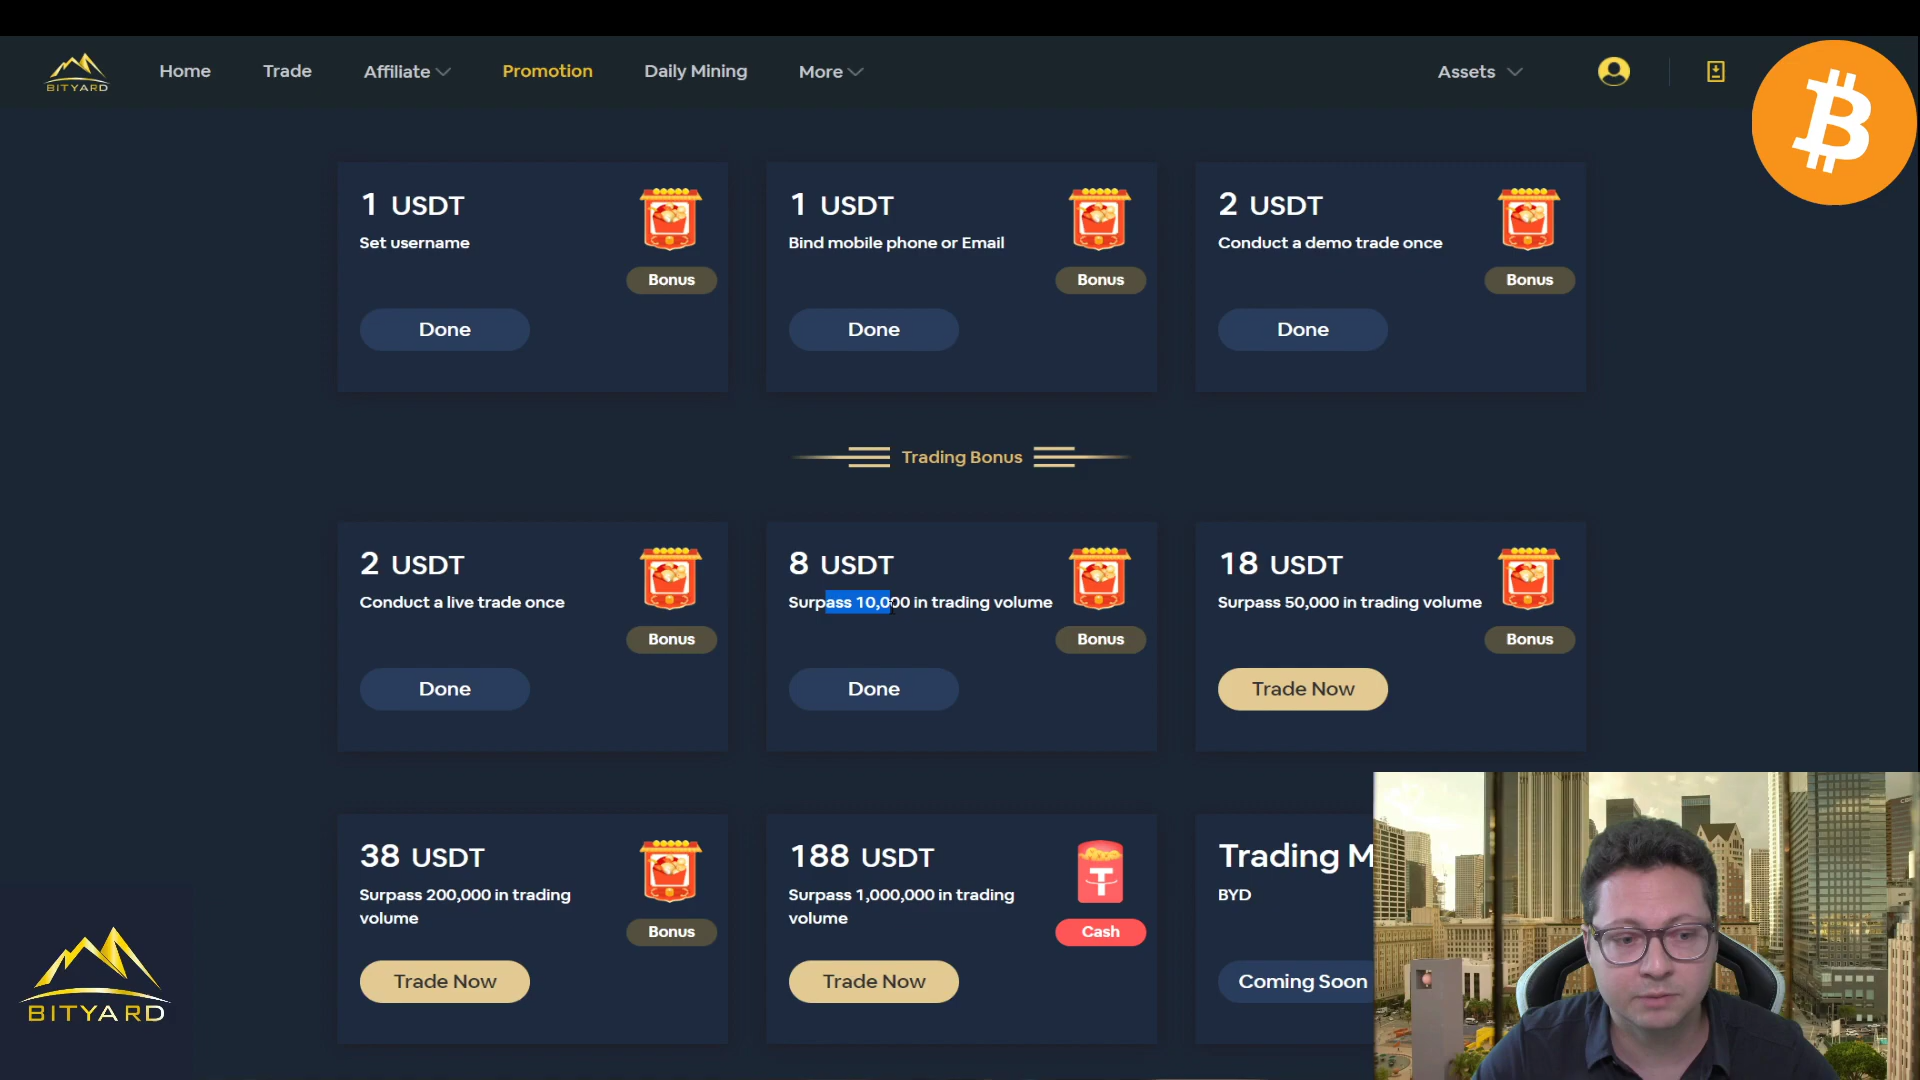 BITYARD
Home
Trade
Affiliate
Promotion
Daily Mining
More
Assets
1 USDT
Set username
Bonus
Done
1 USDT
Bind mobile phone or Email
Bonus
Done
2 USDT
Conduct a demo trade once
Bonus
Done
Trading Bonus
2 USDT
Conduct a live trade once
Bonus
Done
8 USDT
Surpass 10,000 in trading volume
Bonus
Done
18 USDT
Surpass 50,000 in trading volume
Bonus
Trade Now
38 USDT
Surpass 200,000 in trading
volume
Bonus
Trade Now
188 USDT
Surpass 1,000,000 in trading
volume
Cash
Trade Now
Trading M
BYD
Coming Soon
BITYARD